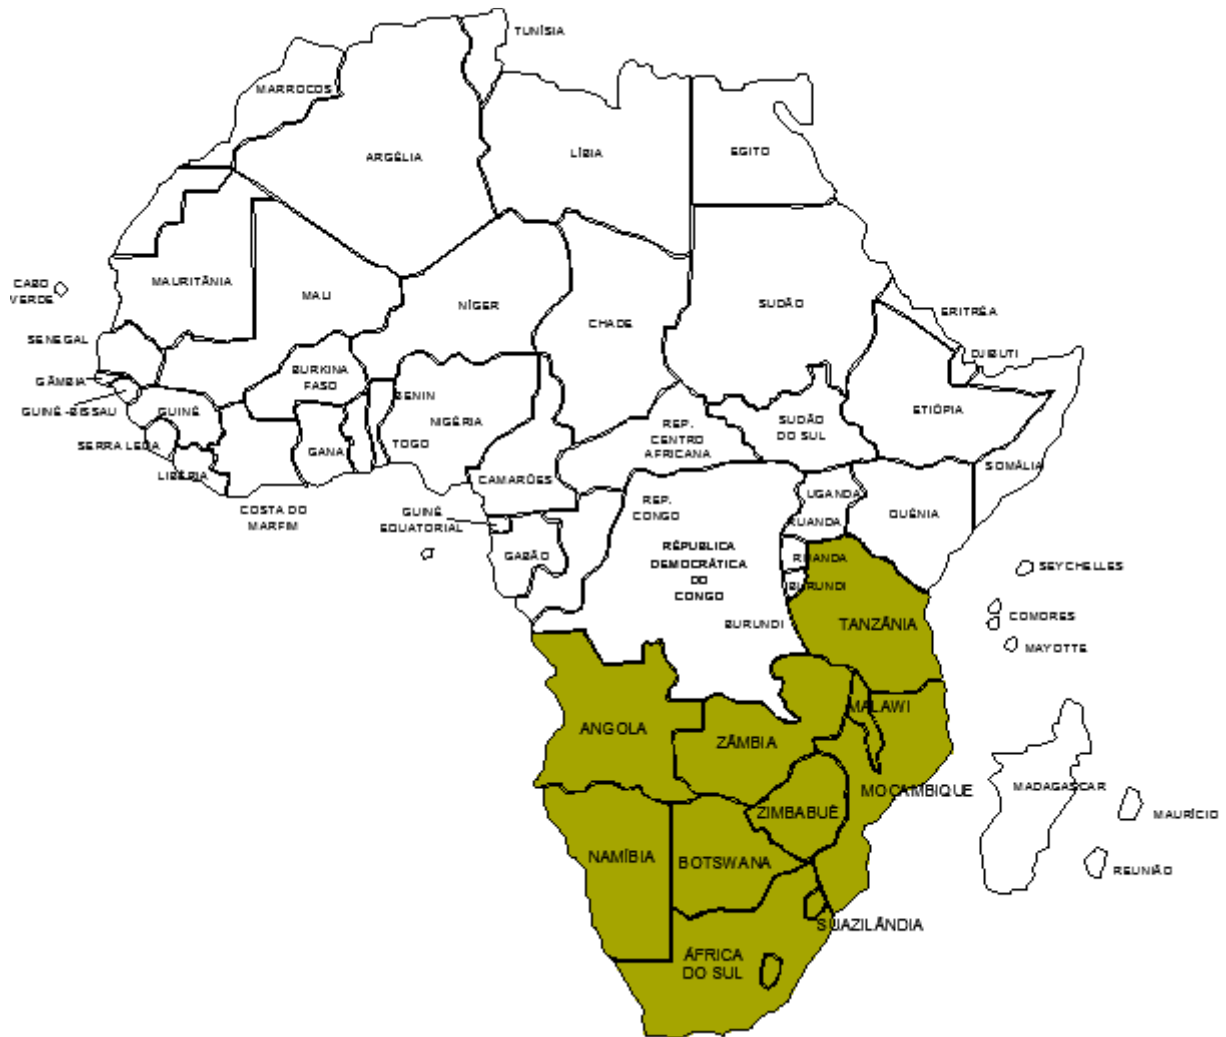 TUNÍSIA
MARROCOS
ARGÉLIA
LÍBIA
EGITO
CABO
VERDE
MAURITÂNIA
MALI
NÍGER
CHADE
SUDÃO
ERITRÉA
SENEGAL
DJIBUTI
GÂMBIA
BURKINA
FASO
BENIN
GUINÉ -BISSAU
GUINÉ
NIGÉRIA
ETIÓPIA
SERRA LEOA
GANA
TOGO
REP.
CENTRO
AFRICANA
SUDÃO
DO SUL
LIBÉRIA
CAMARÕES
SOMÁLIA
COSTA DO
MARFIM
GUINÉ
EQUATORIAL
REP.
CONGO
UGANDA
RUANDA
QUÉNIA
GABÃO
RÉPUBLICA
DEMOCRÁTICA
DO
CONGO
RUANDA
BURUNDI
SEYCHELLES
BURUNDI
TANZÂNIA
COMORES
MAYOTTE
ANGOLA
ZÂMBIA
MALAWI
MOÇAMBIQUE
MADAGASCAR
ZIMBABUÉ
MAURÍCIO
NAMÍBIA
BOTSWANA
REUNIÃO
SUAZILÂNDIA
ÁFRICA
DO SUL